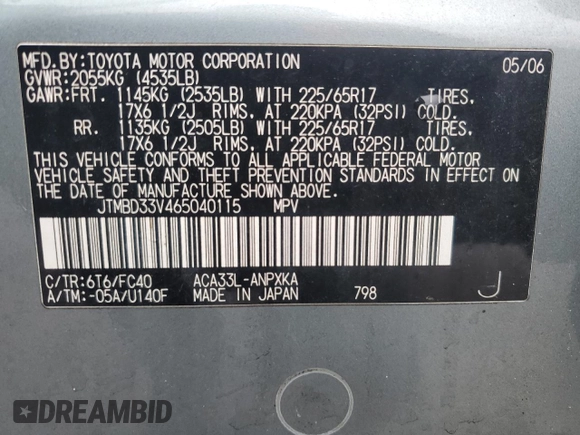 MFD.BY:TOYOTA MOTOR CORPORATION 05/06
GVWR:2055KG (4535LB)
GAWR:FRT. 1145KG (2535LB) WITH 225/65R17 TIRES,
17X6 1/2J RIMS, AT 220KPA (32PSI) COLD.
RR. 1135KG (2505LB) WITH 225/65R17 TIRES,
17X6 1/2J RIMS, AT 220KPA (32PSI) COLD.
THIS VEHICLE CONFORMS TO ALL APPLICABLE FEDERAL MOTOR
VEHICLE SAFETY AND THEFT PREVENTION STANDARDS IN EFFECT ON
THE DATE OF MANUFACTURE SHOWN ABOVE.
JTMBD33V465040115 MPV
C/TR:6T6/FC40 ACA33L-ANPXKA
A/TM:-05A/U140F MADE IN JAPAN 798 J
DREAMBID